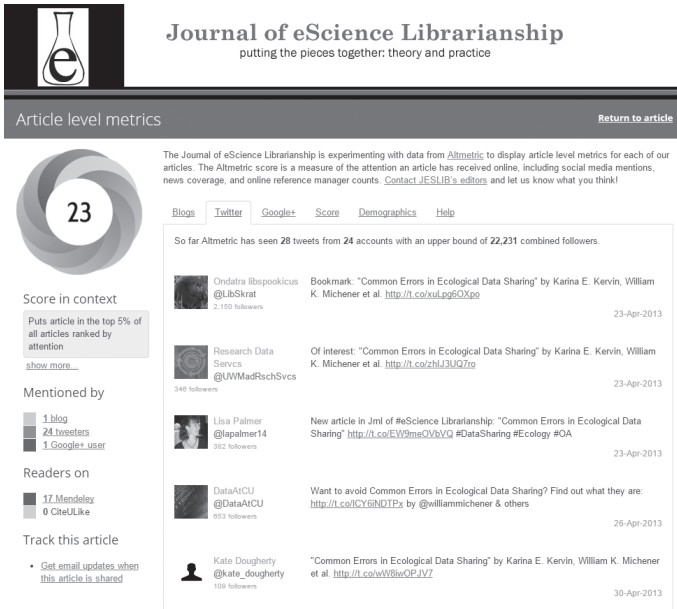 e
Journal of eScience Librarianship
putting the pieces together: theory and practice
Article level metrics
Return to article
23
Score in context
Puts article in the top 5% of
all articles ranked by
attention
show more...
Mentioned by
1 blog
24 tweeters
1 Google+ user
Readers on
17 Mendeley
0 CiteULike
Track this article
• Get email updates when
this article is shared
The Journal of eScience Librarianship is experimenting with data from Altmetric to display article level metrics for each of our
articles. The Altmetric score is a measure of the attention an article has received online, including social media mentions,
news coverage, and online reference manager counts. Contact JESLIB's editors and let us know what you think!
Blogs Twitter Google+ Score Demographics Help
So far Altmetric has seen 28 tweets from 24 accounts with an upper bound of 22,231 combined followers.
Ondatra libspookicus
@LibSkrat
2,150 followers
Bookmark: "Common Errors in Ecological Data Sharing" by Karina E. Kervin, William
K. Michener et al. http://t.co/xuLpg6OXpo
23-Apr-2013
Research Data
Servcs
@UWMadRschSvcs
346 followers
Of interest: "Common Errors in Ecological Data Sharing" by Karina E. Kervin, William
K. Michener et al. http://t.co/zhIJ3UQ7ro
23-Apr-2013
Lisa Palmer
@lapalmer14
362 followers
New article in Jrnl of #eScience Librarianship: "Common Errors in Ecological Data
Sharing" http://t.co/EW9meOVbVQ #DataSharing #Ecology #OA
23-Apr-2013
DataAtCU
@DataAtCU
653 followers
Want to avoid Common Errors in Ecological Data Sharing? Find out what they are:
http://t.co/ICY6iNDTPx by @williammichener & others
26-Apr-2013
Kate Dougherty
@kate_dougherty
109 followers
"Common Errors in Ecological Data Sharing" by Karina E. Kervin, William K. Michener
et al. http://t.co/wW8iwOPJV7
30-Apr-2013